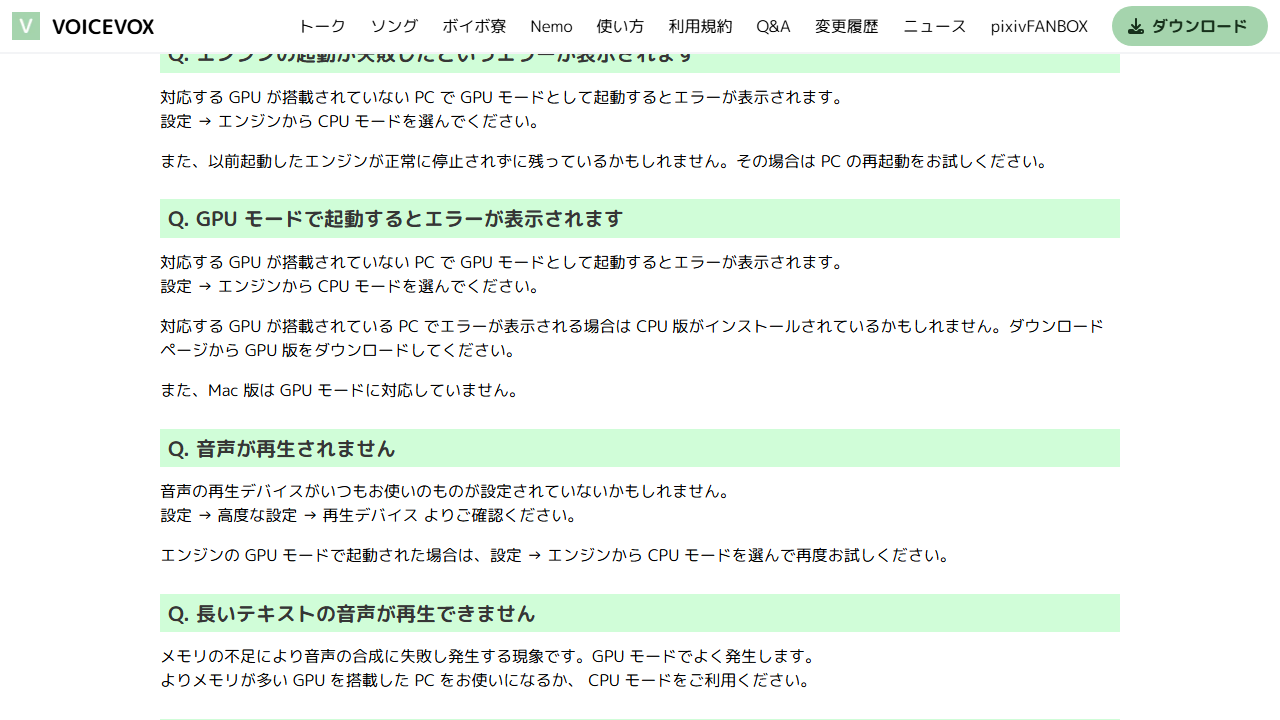 V VOICEVOX トーク ソング ボイボ寮 Nemo 使い方 利用規約 Q&A 変更履歴 ニュース pixivFANBOX ダウンロード
Q. エンジンの起動が失敗したというエラーが表示されます
対応する GPU が搭載されていない PC で GPU モードとして起動するとエラーが表示されます。
設定 → エンジンから CPU モードを選んでください。
また、以前起動したエンジンが正常に停止されずに残っているかもしれません。その場合は PC の再起動をお試しください。
Q. GPU モードで起動するとエラーが表示されます
対応する GPU が搭載されていない PC で GPU モードとして起動するとエラーが表示されます。
設定 → エンジンから CPU モードを選んでください。
対応する GPU が搭載されている PC でエラーが表示される場合は CPU 版がインストールされているかもしれません。ダウンロード
ページから GPU 版をダウンロードしてください。
また、Mac 版は GPU モードに対応していません。
Q. 音声が再生されません
音声の再生デバイスがいつもお使いのものが設定されていないかもしれません。
設定 → 高度な設定 → 再生デバイス よりご確認ください。
エンジンの GPU モードで起動された場合は、設定 → エンジンから CPU モードを選んで再度お試しください。
Q. 長いテキストの音声が再生できません
メモリの不足により音声の合成に失敗し発生する現象です。GPU モードでよく発生します。
よりメモリが多い GPU を搭載した PC をお使いになるか、 CPU モードをご利用ください。